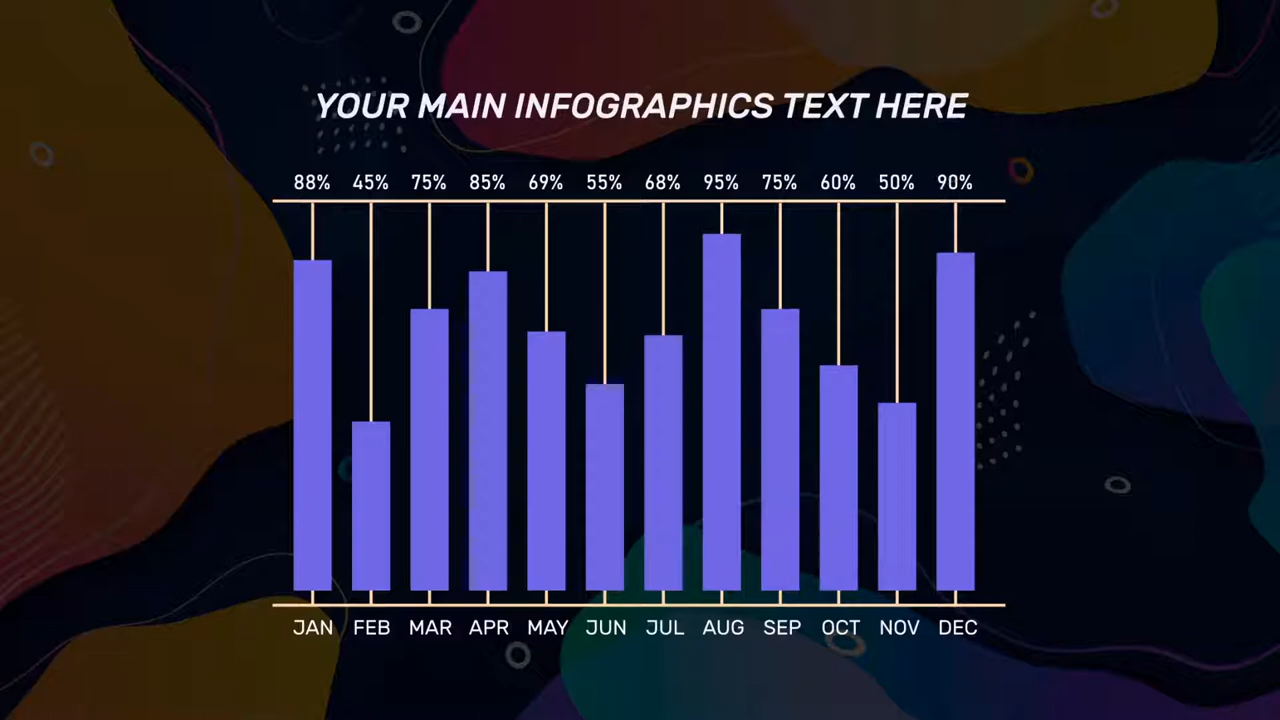 YOUR MAIN INFOGRAPHICS TEXT HERE
88% 45% 75% 85% 69% 55% 68% 95% 75% 60% 50% 90%
JAN FEB MAR APR MAY JUN JUL AUG SEP OCT NOV DEC